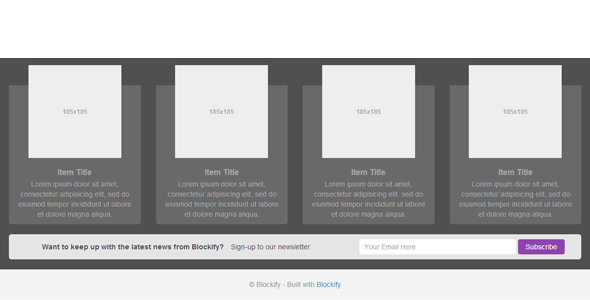 185x185
185x185
185x185
185x185
Item Title
Lorem ipsum dolor sit amet,
consectetur adipisicing elit, sed do
eiusmod tempor incididunt ut labore
et dolore magna aliqua.
Item Title
Lorem ipsum dolor sit amet,
consectetur adipisicing elit, sed do
eiusmod tempor incididunt ut labore
et dolore magna aliqua.
Item Title
Lorem ipsum dolor sit amet,
consectetur adipisicing elit, sed do
eiusmod tempor incididunt ut labore
et dolore magna aliqua.
Item Title
Lorem ipsum dolor sit amet,
consectetur adipisicing elit, sed do
eiusmod tempor incididunt ut labore
et dolore magna aliqua.
Want to keep up with the latest news from Blockify? Sign-up to our newsletter
Your Email Here
Subscribe
© Blockify - Built with Blockify